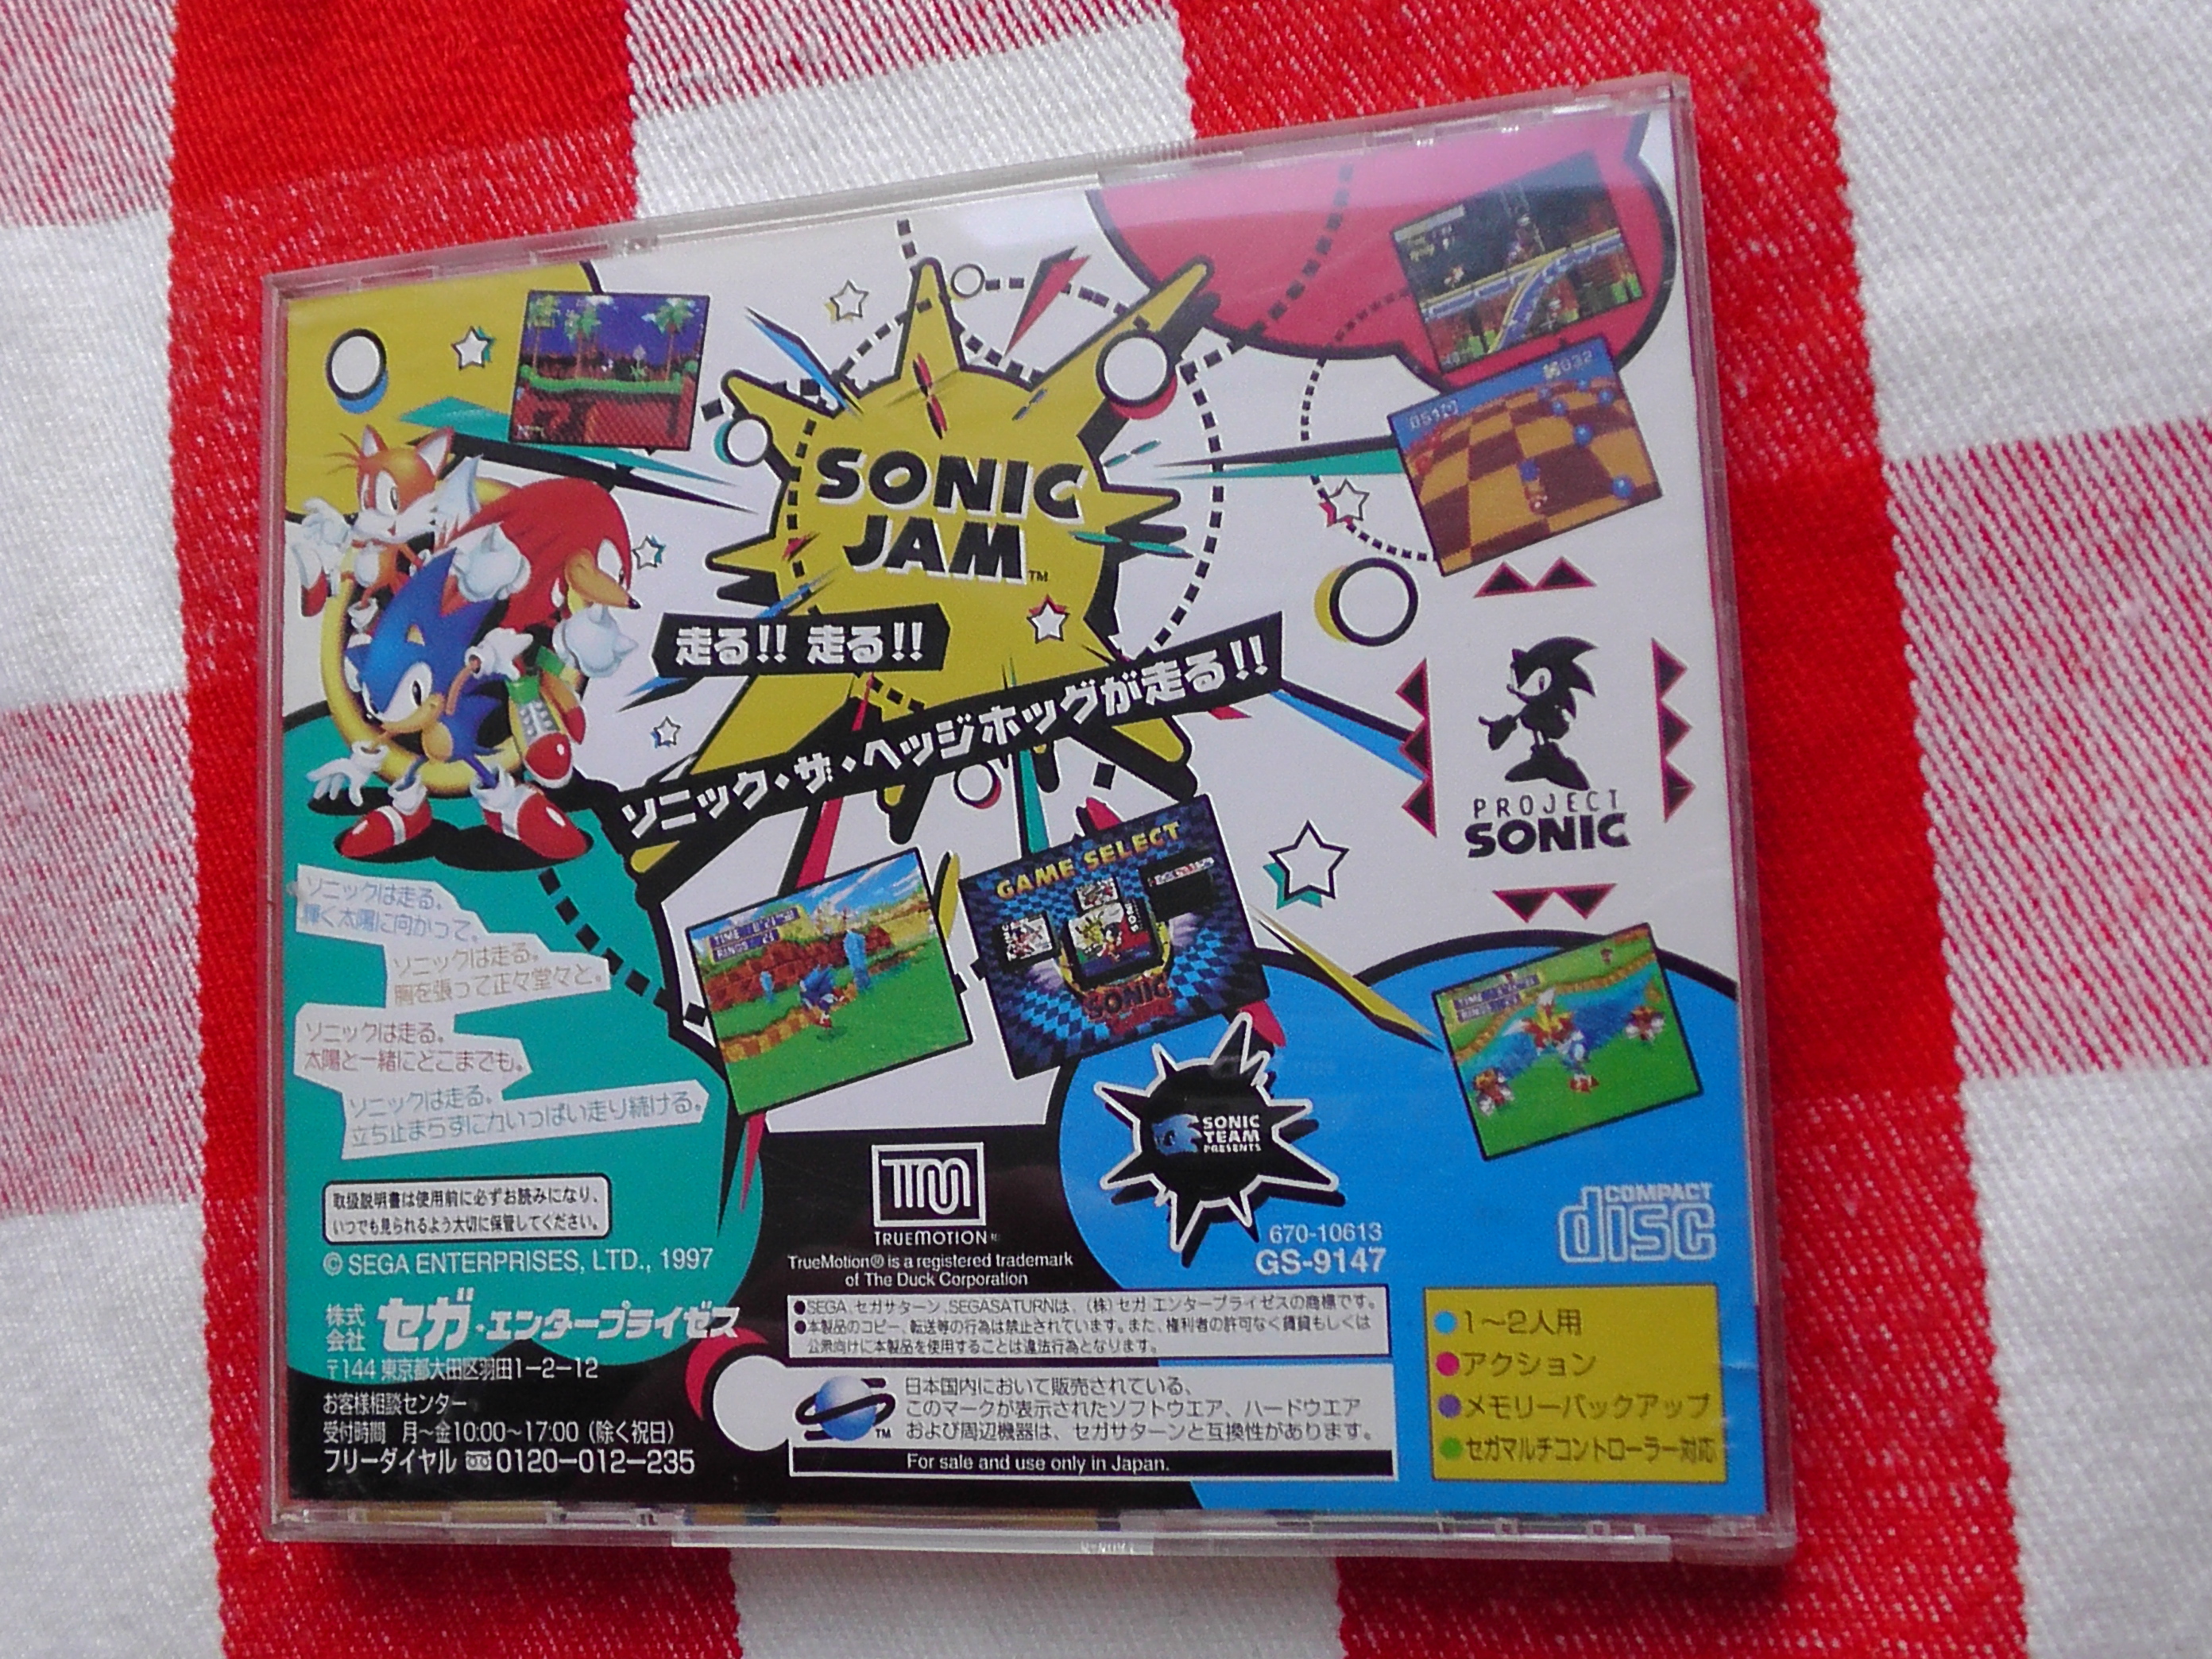 SONIC
JAM™
走る!! 走る!!
ソニック・ザ・ヘッジホッグが走る!!
PROJECT
SONIC
GAME SELECT
SONIC
ソニックは走る。
輝く太陽に向かって。
ソニックは走る。
胸を張って正々堂々と。
ソニックは走る。
太陽と一緒にどこまでも。
ソニックは走る。
立ち止まらずに力いっぱい走り続ける。
取扱説明書は使用前に必ずお読みになり、
いつでも見られるよう大切に保管してください。
© SEGA ENTERPRISES, LTD., 1997
株式会社 セガ・エンタープライゼス
〒144 東京都大田区羽田1-2-12
お客様相談センター
受付時間 月〜金10:00〜17:00（除く祝日）
フリーダイヤル 0120-012-235
TRUEMOTION®
TrueMotion® is a registered trademark
of The Duck Corporation
SONIC
TEAM
PRESENTS
670-10613
GS-9147
COMPACT
disc
●SEGA、セガサターン、SEGASATURNは、(株)セガ・エンタープライゼスの商標です。
●本製品のコピー、転送等の行為は禁止されています。また、権利者の許可なく賃貸もしくは
公衆向けに本製品を使用することは違法行為となります。
TM
日本国内において販売されている、
このマークが表示されたソフトウエア、ハードウエア
および周辺機器は、セガサターンと互換性があります。
For sale and use only in Japan.
●1〜2人用
●アクション
●メモリーバックアップ
●セガマルチコントローラー対応